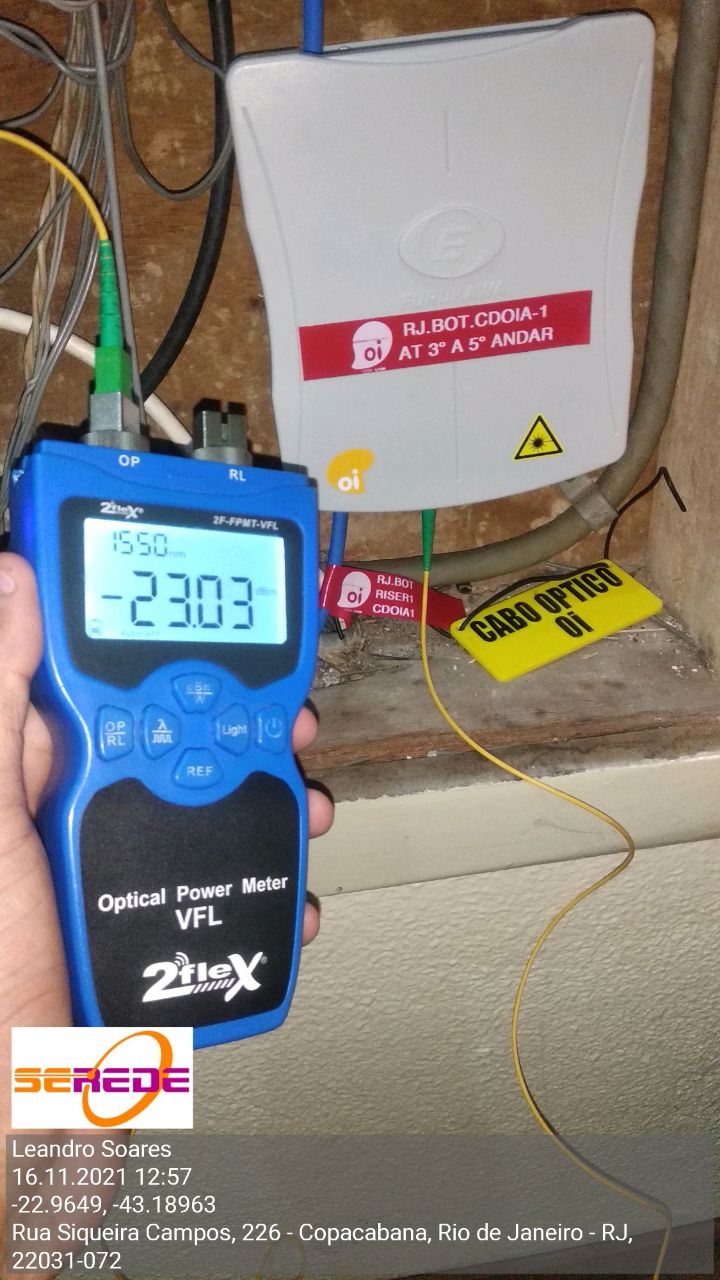 FURUKAWA
RJ.BOT.CDOIA-1
oi
AT 3° A 5° ANDAR
oi
OP
RL
2flex®
2F-FPMT-VFL
1550nm
-23.03 dBm
Auto-off
RJ.BOT
oi
RISER1
CDOIA1
CABO OPTICO
oi
dBm
W
OP
RL
λ
Light
REF
Optical Power Meter
VFL
2flex®
SEREDE
Leandro Soares
16.11.2021 12:57
-22.9649, -43.18963
Rua Siqueira Campos, 226 - Copacabana, Rio de Janeiro - RJ,
22031-072